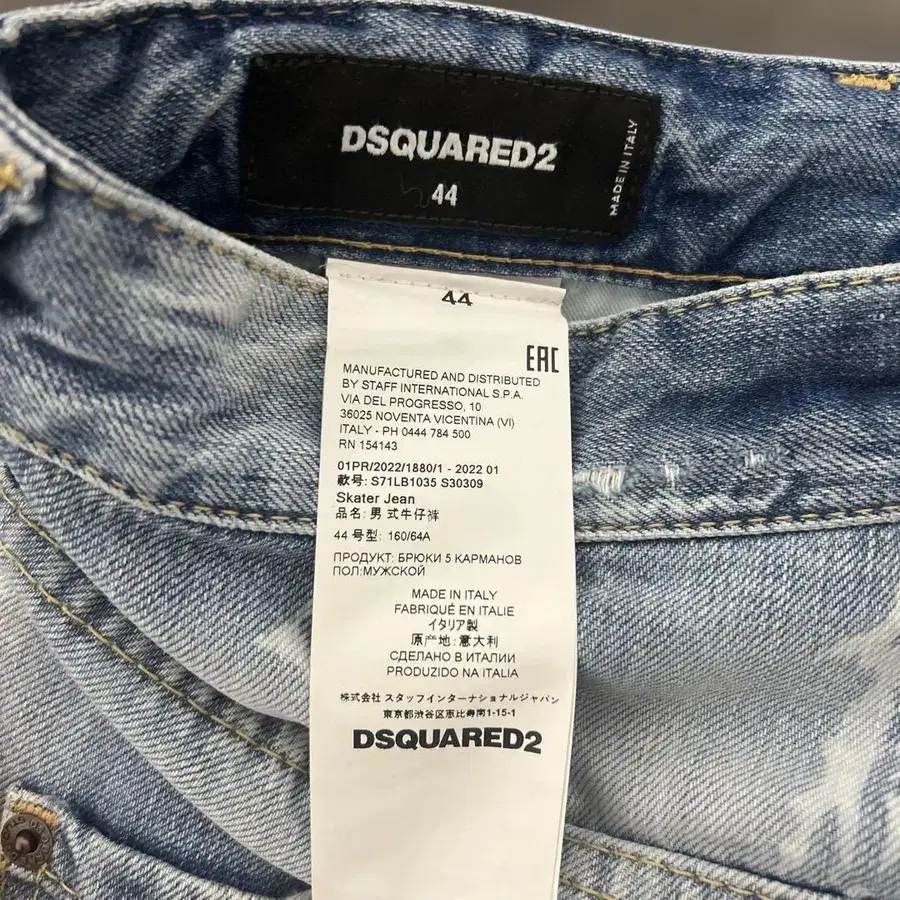 DSQUARED2
44
MADE IN ITALY
44
EAC
MANUFACTURED AND DISTRIBUTED
BY STAFF INTERNATIONAL S.P.A.
VIA DEL PROGRESSO, 10
36025 NOVENTA VICENTINA (VI)
ITALY - PH 0444 784 500
RN 154143
01PR/2022/1880/1 - 2022 01
款号: S71LB1035 S30309
Skater Jean
品名: 男式牛仔裤
44 号型: 160/64A
ПРОДУКТ: БРЮКИ 5 КАРМАНОВ
ПОЛ:МУЖСКОЙ
MADE IN ITALY
FABRIQUÉ EN ITALIE
イタリア製
原产地: 意大利
СДЕЛАНО В ИТАЛИИ
PRODUZIDO NA ITALIA
株式会社 スタッフインターナショナルジャパン
東京都渋谷区恵比寿南1-15-1
DSQUARED2